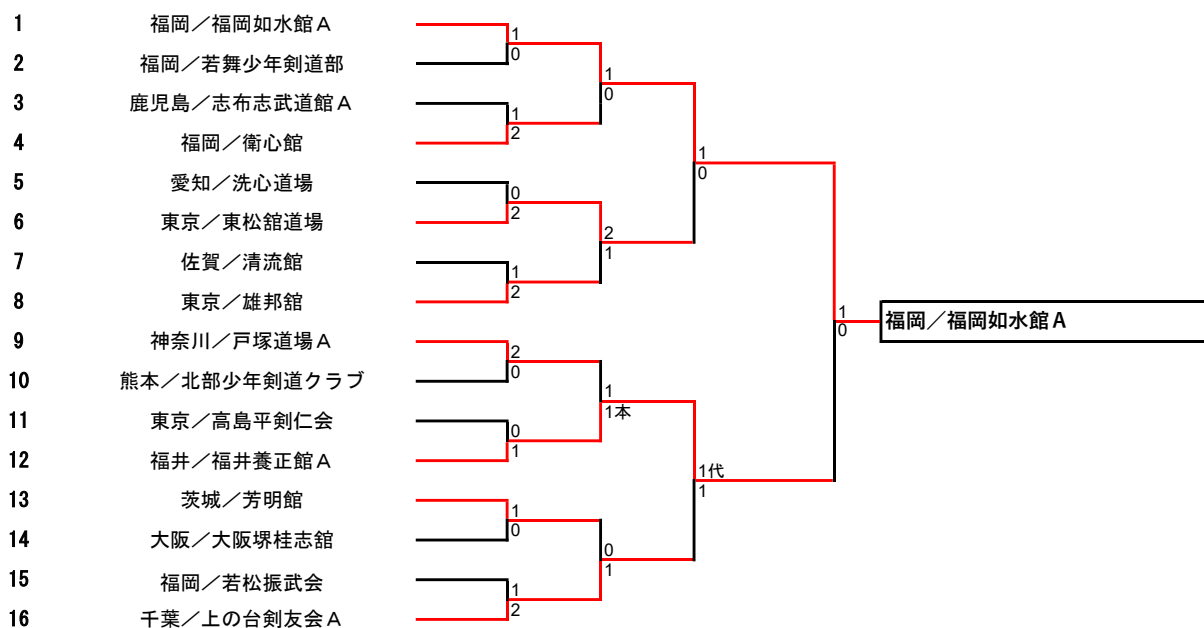 1 福岡／福岡如水館Ａ
2 福岡／若舞少年剣道部
3 鹿児島／志布志武道館Ａ
4 福岡／衛心館
5 愛知／洗心道場
6 東京／東松舘道場
7 佐賀／清流館
8 東京／雄邦舘
9 神奈川／戸塚道場Ａ
10 熊本／北部少年剣道クラブ
11 東京／高島平剣仁会
12 福井／福井養正館Ａ
13 茨城／芳明館
14 大阪／大阪堺桂志舘
15 福岡／若松振武会
16 千葉／上の台剣友会Ａ
1
0
1
2
0
2
1
2
2
0
0
1
1
0
1
2
1
0
2
1
1
1本
0
1
1
0
1代
1
1
0
福岡／福岡如水館Ａ